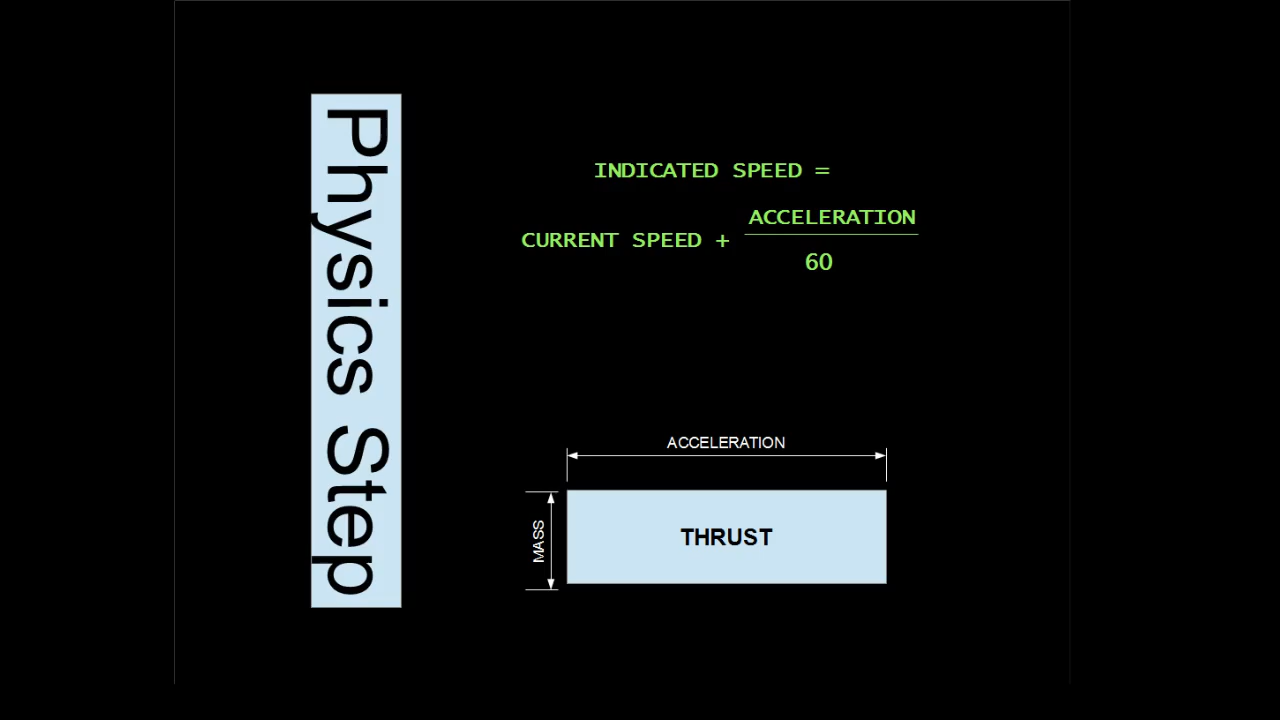 Physics Step
INDICATED SPEED =
CURRENT SPEED + ACCELERATION
60
ACCELERATION
MASS
THRUST